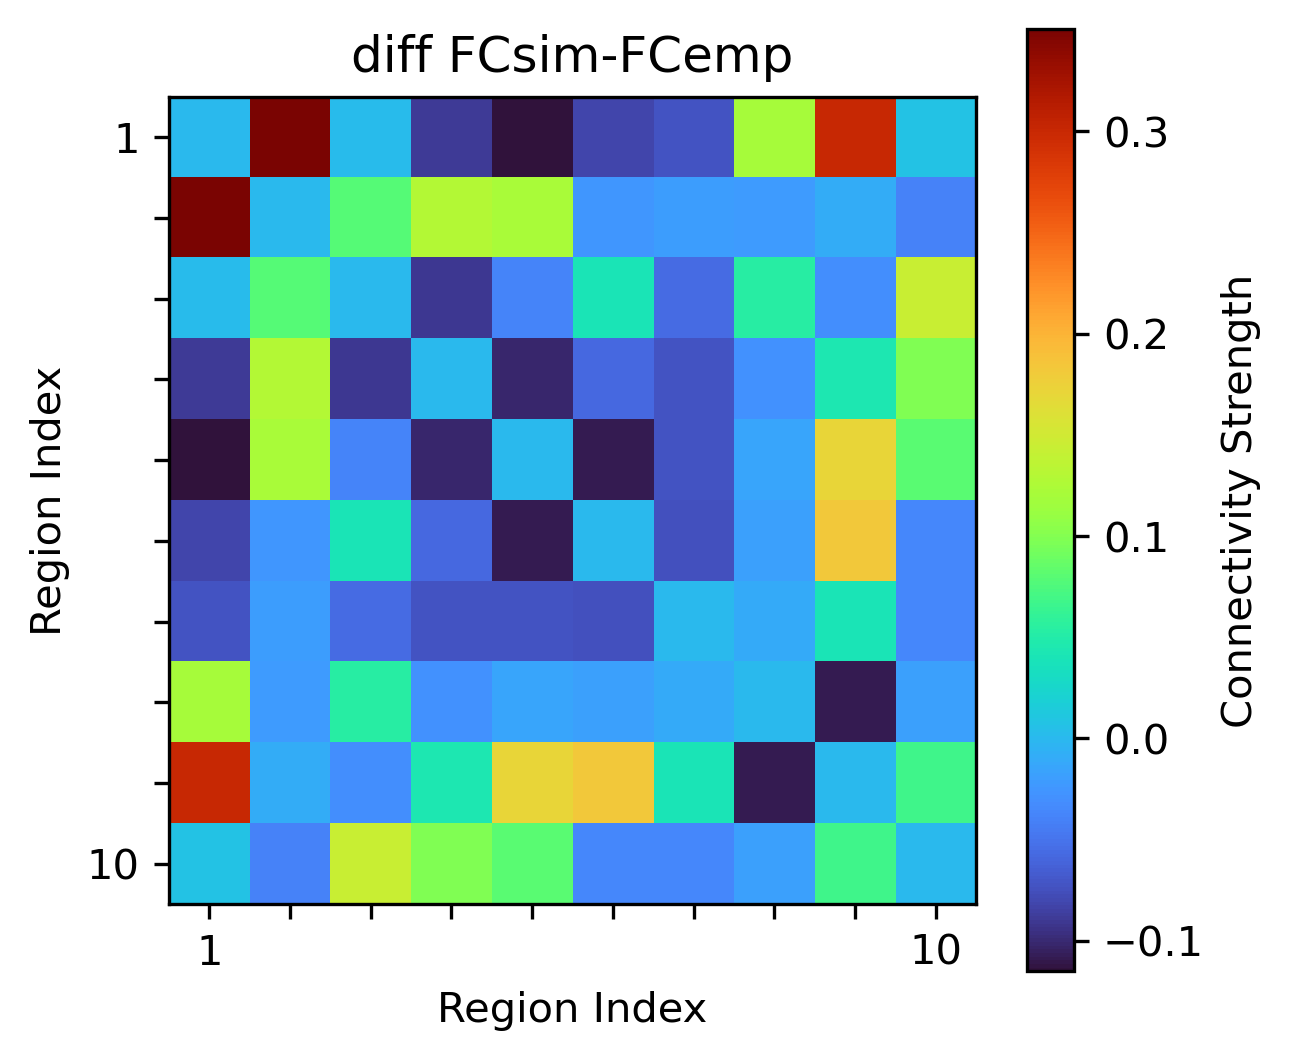 diff FCsim-FCemp
1
10
Region Index
1
10
Region Index
0.3
0.2
0.1
0.0
−0.1
Connectivity Strength